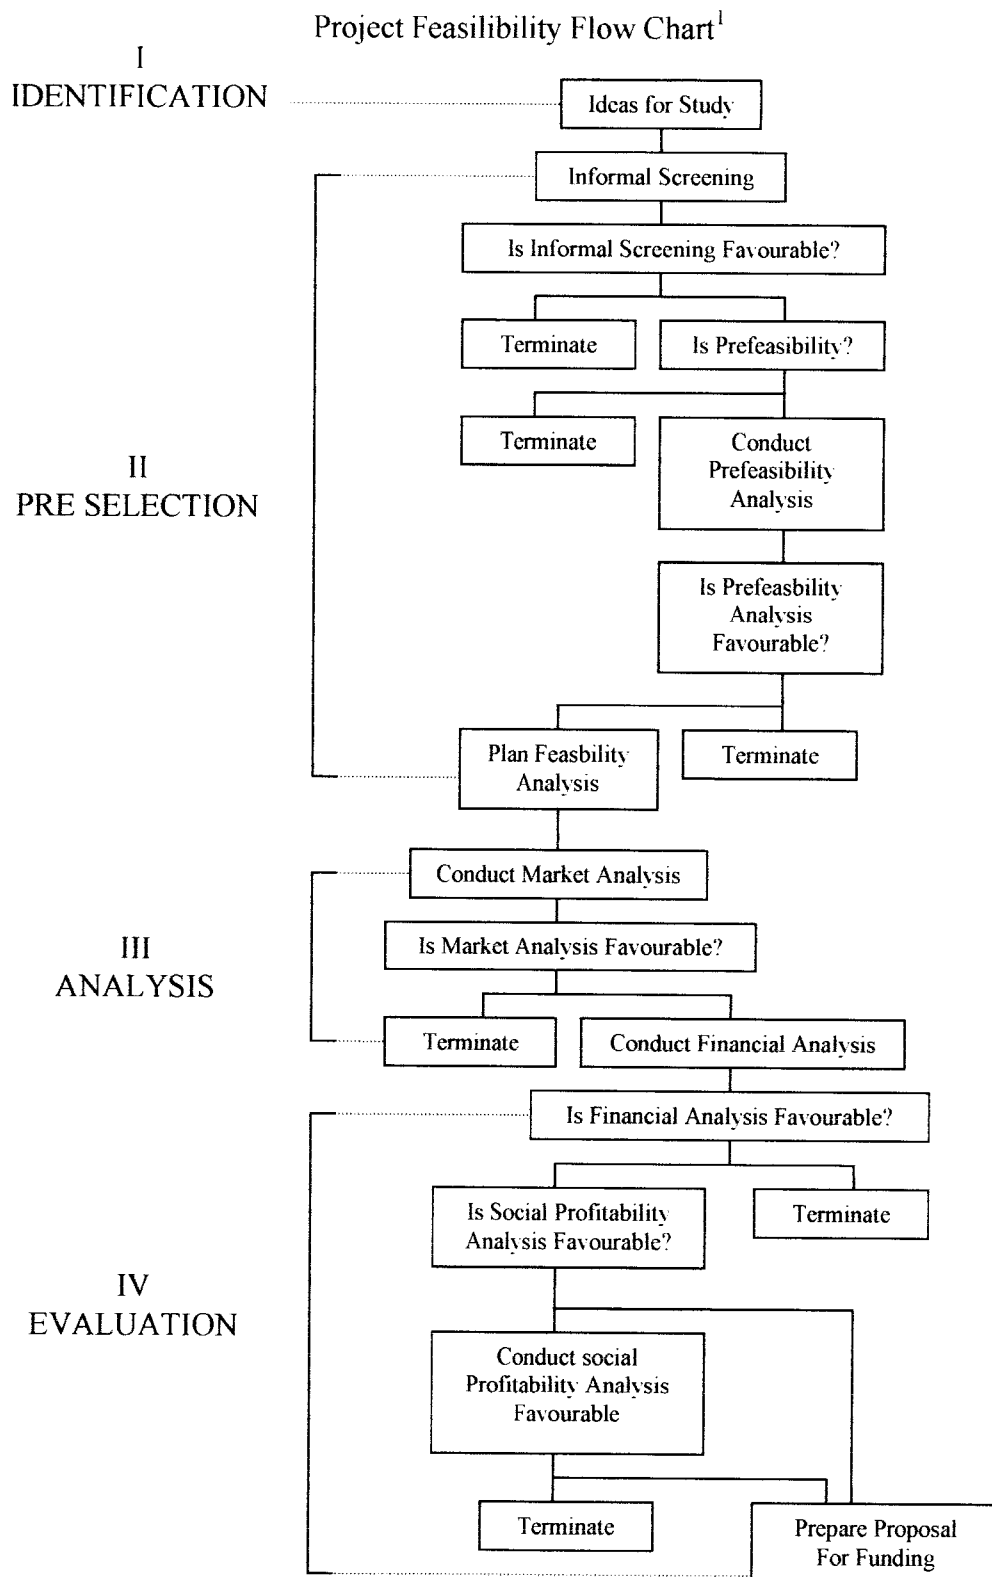 Project Feasilibility Flow Chart1
I
IDENTIFICATION
Ideas for Study
Informal Screening
Is Informal Screening Favourable?
Terminate
Is Prefeasibility?
Terminate
Conduct
Prefeasibility
Analysis
II
PRE SELECTION
Is Prefeasbility
Analysis
Favourable?
Plan Feasbility
Analysis
Terminate
Conduct Market Analysis
Is Market Analysis Favourable?
III
ANALYSIS
Terminate
Conduct Financial Analysis
Is Financial Analysis Favourable?
Is Social Profitability
Analysis Favourable?
Terminate
IV
EVALUATION
Conduct social
Profitability Analysis
Favourable
Terminate
Prepare Proposal
For Funding